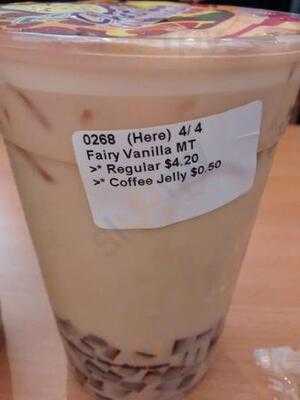 0268 (Here) 4/4
Fairy Vanilla MT
>* Regular $4.20
>* Coffee Jelly $0.50